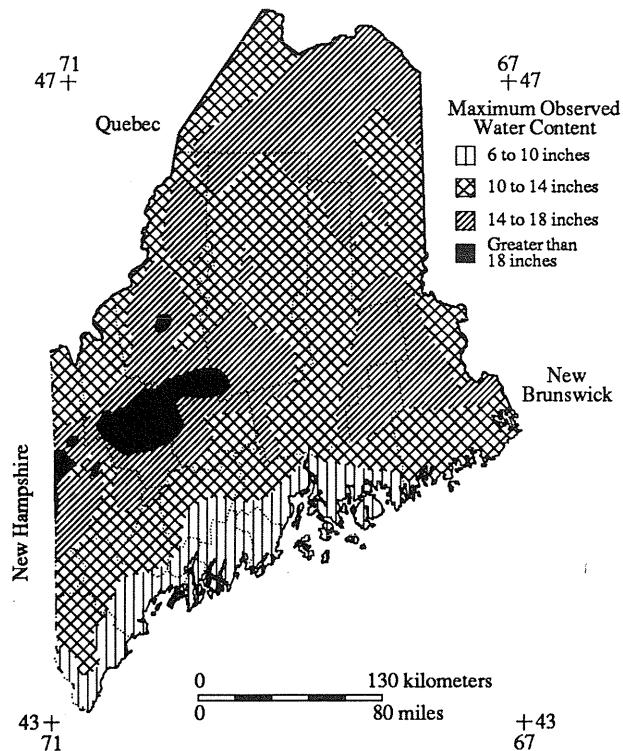 71
47 +
67
+ 47
Quebec
Maximum Observed
Water Content
6 to 10 inches
10 to 14 inches
14 to 18 inches
Greater than
18 inches
New
Brunswick
New Hampshire
0 130 kilometers
0 80 miles
43 +
71
+ 43
67